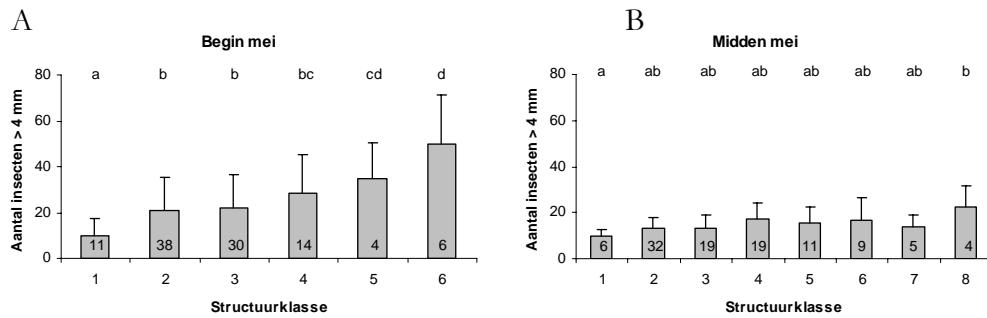 A
Begin mei
Aantal insecten > 4 mm
80
60
40
20
0
a b b bc cd d
11 38 30 14 4 6
1 2 3 4 5 6
Structuurklasse
B
Midden mei
Aantal insecten > 4 mm
80
60
40
20
0
a ab ab ab ab ab ab b
6 32 19 19 11 9 5 4
1 2 3 4 5 6 7 8
Structuurklasse